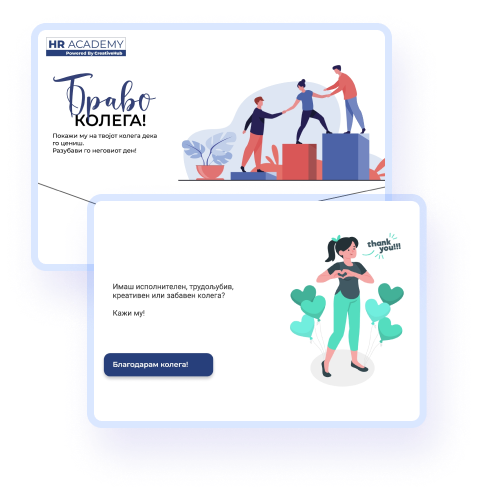 HR ACADEMY
Powered By CreativeHub
Браво
КОЛЕГА!
Покажи му на твојот колега дека
го цениш.
Разубави го неговиот ден!
thank
you!!!
Имаш исполнителен, трудољубив,
креативен или забавен колега?
Кажи му!
Благодарам колега!